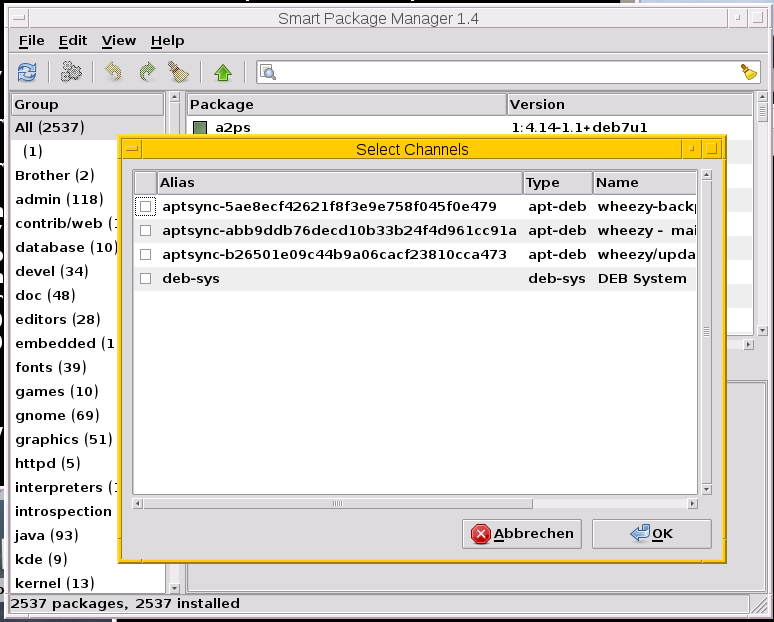 Smart Package Manager 1.4
File Edit View Help
Group
Package Version
All (2537)
a2ps 1:4.14-1.1+deb7u1
(1)
Brother (2)
admin (118)
contrib/web (
database (10)
devel (34)
doc (48)
editors (28)
embedded (1
fonts (39)
games (10)
gnome (69)
graphics (51)
httpd (5)
interpreters (
introspection
java (93)
kde (9)
kernel (13)
Select Channels
Alias Type Name
aptsync-5ae8ecf42621f8f3e9e758f045f0e479 apt-deb wheezy-backp
aptsync-abb9ddb76decd10b33b24f4d961cc91a apt-deb wheezy - mai
aptsync-b26501e09c44b9a06cacf23810cca473 apt-deb wheezy/upda
deb-sys deb-sys DEB System
Abbrechen OK
2537 packages, 2537 installed